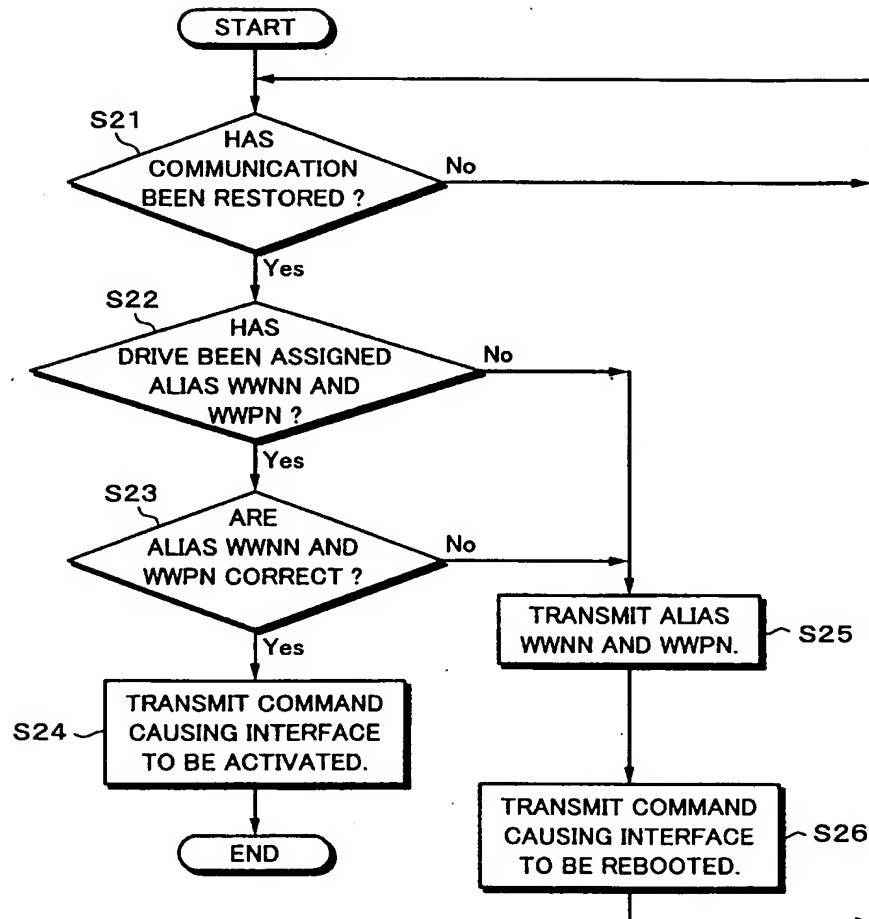 START
S21
HAS
COMMUNICATION
BEEN RESTORED ?
No
Yes
S22
HAS
DRIVE BEEN ASSIGNED
ALIAS WWNN AND
WWPN ?
No
Yes
S23
ARE
ALIAS WWNN AND
WWPN CORRECT ?
No
Yes
TRANSMIT ALIAS
WWNN AND WWPN.
S25
S24
TRANSMIT COMMAND
CAUSING INTERFACE
TO BE ACTIVATED.
TRANSMIT COMMAND
CAUSING INTERFACE
TO BE REBOOTED.
S26
END